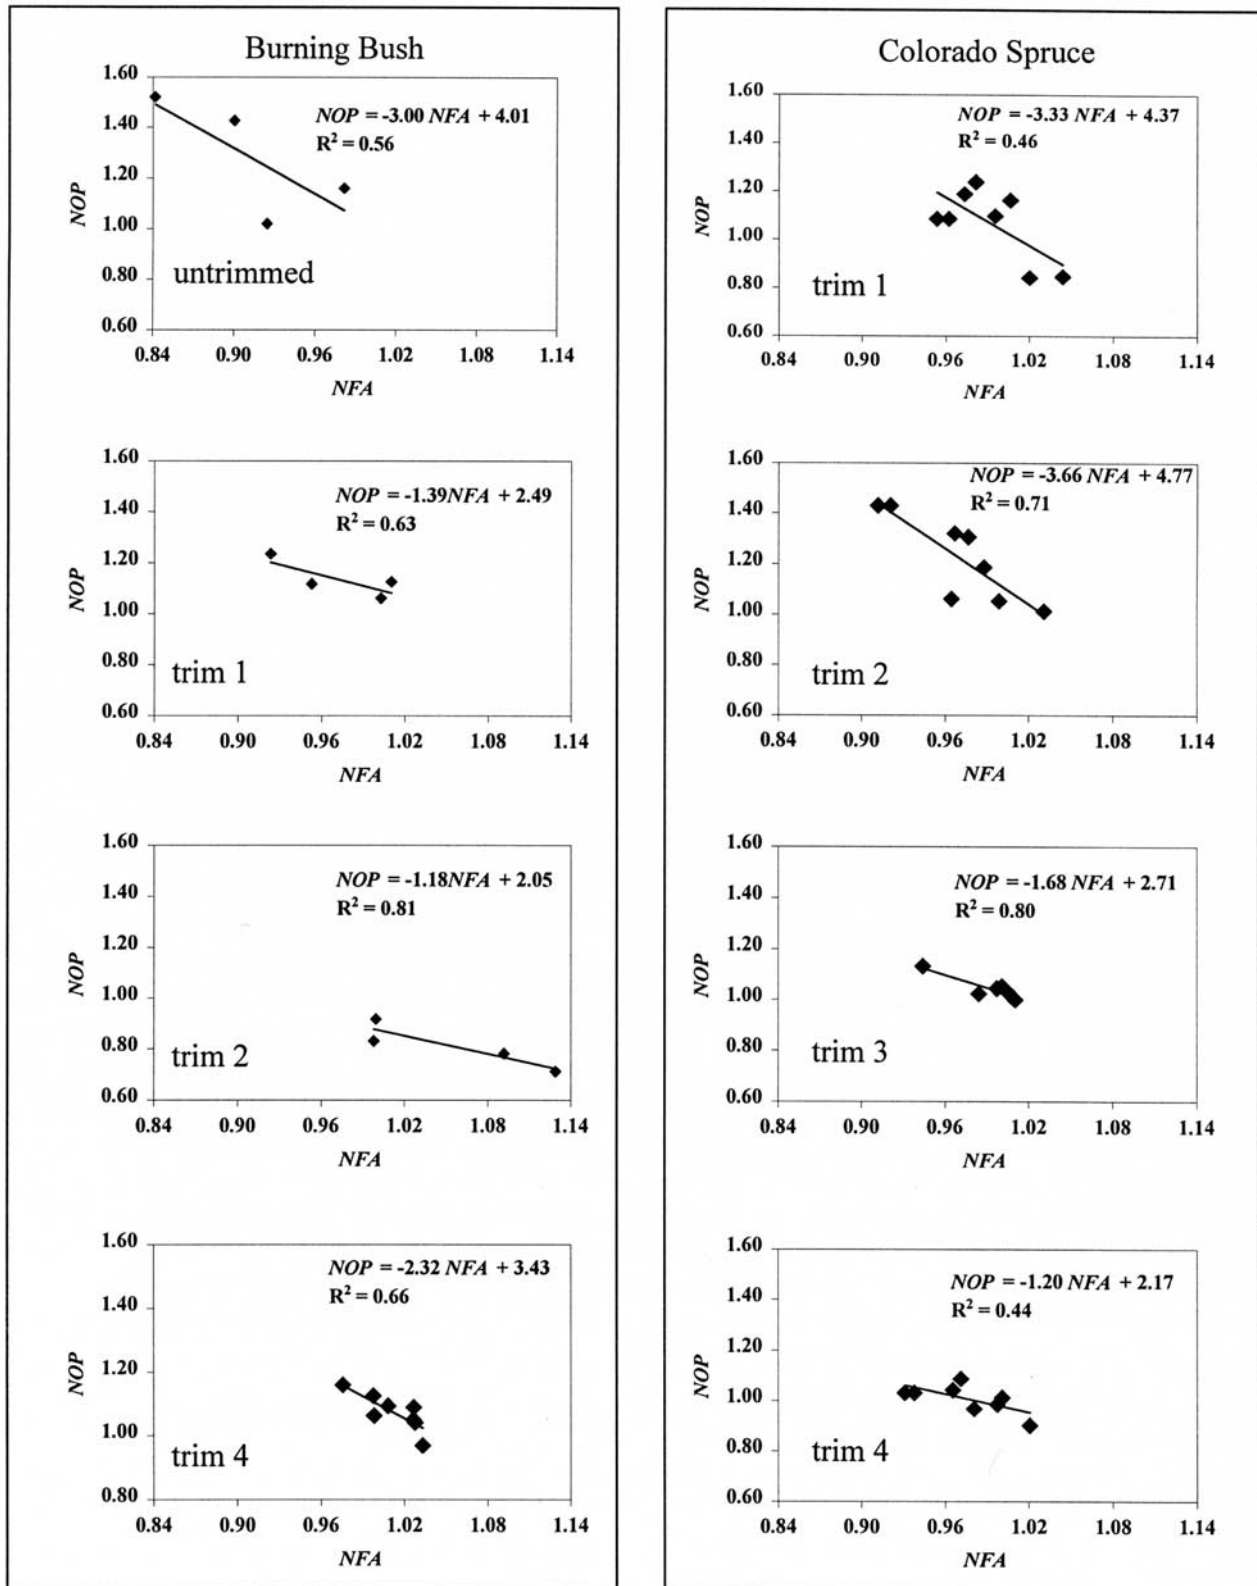 Burning Bush
1.60
1.40
1.20
1.00
0.80
0.60
NOP
NOP = -3.00 NFA + 4.01
R² = 0.56
untrimmed
0.84 0.90 0.96 1.02 1.08 1.14
NFA
1.60
1.40
1.20
1.00
0.80
0.60
NOP
NOP = -1.39NFA + 2.49
R² = 0.63
trim 1
0.84 0.90 0.96 1.02 1.08 1.14
NFA
1.60
1.40
1.20
1.00
0.80
0.60
NOP
NOP = -1.18NFA + 2.05
R² = 0.81
trim 2
0.84 0.90 0.96 1.02 1.08 1.14
NFA
1.60
1.40
1.20
1.00
0.80
NOP
NOP = -2.32 NFA + 3.43
R² = 0.66
trim 4
0.84 0.90 0.96 1.02 1.08 1.14
NFA
Colorado Spruce
1.60
1.40
1.20
1.00
0.80
0.60
NOP
NOP = -3.33 NFA + 4.37
R² = 0.46
trim 1
0.84 0.90 0.96 1.02 1.08 1.14
NFA
1.60
1.40
1.20
1.00
0.80
0.60
NOP
NOP = -3.66 NFA + 4.77
R² = 0.71
trim 2
0.84 0.90 0.96 1.02 1.08 1.14
NFA
1.60
1.40
1.20
1.00
0.80
0.60
NOP
NOP = -1.68 NFA + 2.71
R² = 0.80
trim 3
0.84 0.90 0.96 1.02 1.08 1.14
NFA
1.60
1.40
1.20
1.00
0.80
0.60
NOP
NOP = -1.20 NFA + 2.17
R² = 0.44
trim 4
0.84 0.90 0.96 1.02 1.08 1.14
NFA